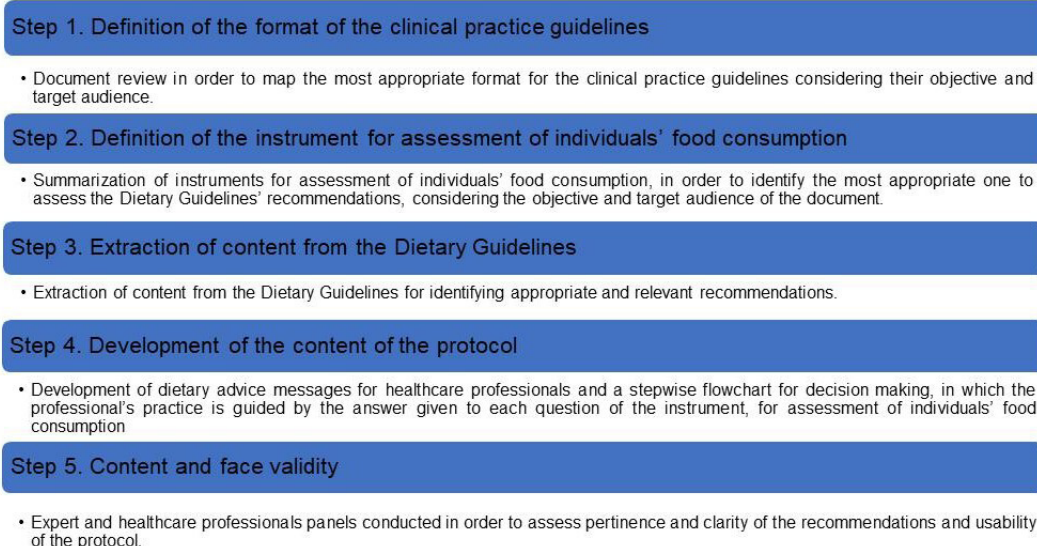 Step 1. Definition of the format of the clinical practice guidelines
• Document review in order to map the most appropriate format for the clinical practice guidelines considering their objective and
target audience.
Step 2. Definition of the instrument for assessment of individuals’ food consumption
• Summarization of instruments for assessment of individuals’ food consumption, in order to identify the most appropriate one to
assess the Dietary Guidelines’ recommendations, considering the objective and target audience of the document.
Step 3. Extraction of content from the Dietary Guidelines
• Extraction of content from the Dietary Guidelines for identifying appropriate and relevant recommendations.
Step 4. Development of the content of the protocol
• Development of dietary advice messages for healthcare professionals and a stepwise flowchart for decision making, in which the
professional’s practice is guided by the answer given to each question of the instrument, for assessment of individuals’ food
consumption
Step 5. Content and face validity
• Expert and healthcare professionals panels conducted in order to assess pertinence and clarity of the recommendations and usability
of the protocol.